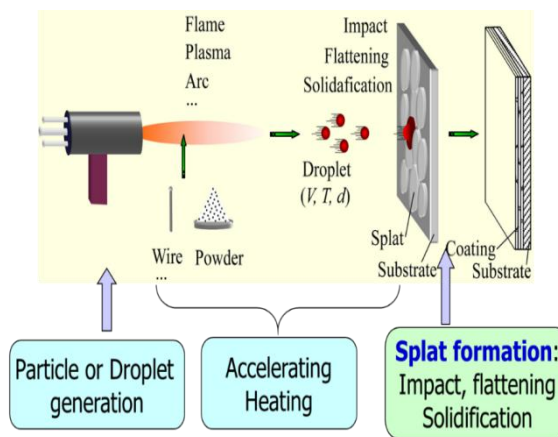 Flame
Plasma
Arc
...
Impact
Flattening
Solidafication
Droplet
(V, T, d)
Wire
...
Powder
Splat
Substrate
Coating
Substrate
Particle or Droplet
generation
Accelerating
Heating
Splat formation:
Impact, flattening
Solidification